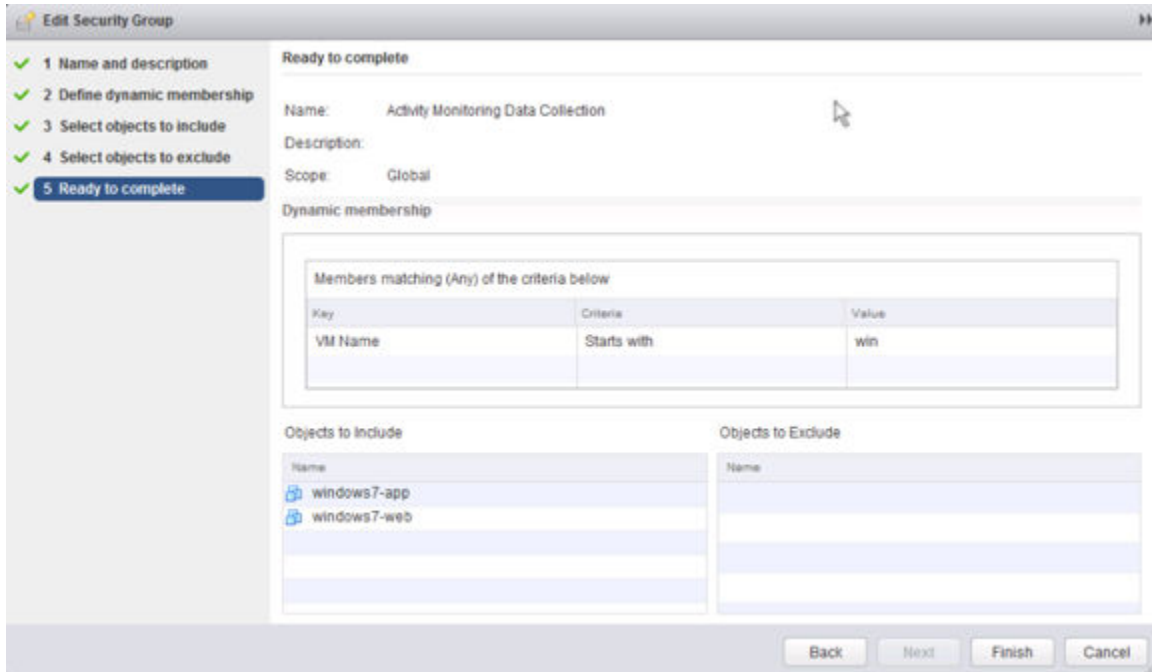 Edit Security Group
1 Name and description
2 Define dynamic membership
3 Select objects to include
4 Select objects to exclude
5 Ready to complete
Ready to complete
Name: Activity Monitoring Data Collection
Description:
Scope: Global
Dynamic membership
Members matching (Any) of the criteria below
Key Criteria Value
VM Name Starts with win
Objects to Include
Name
windows7-app
windows7-web
Objects to Exclude
Name
Back Next Finish Cancel